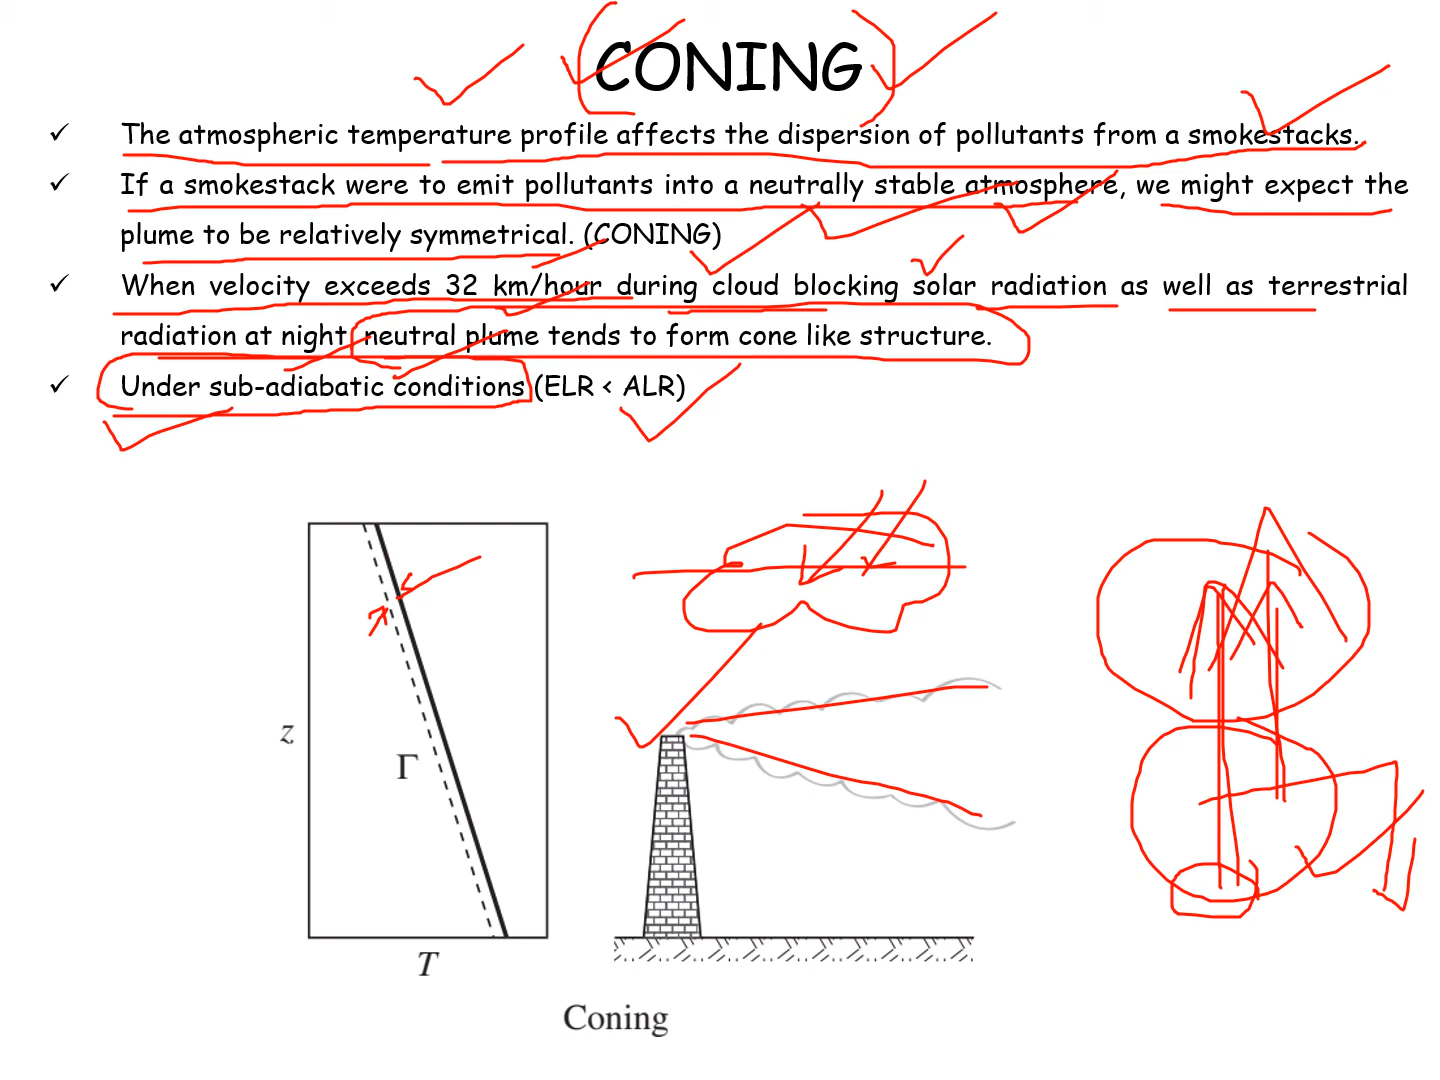 CONING
✓ The atmospheric temperature profile affects the dispersion of pollutants from a smokestacks.
✓ If a smokestack were to emit pollutants into a neutrally stable atmosphere, we might expect the
plume to be relatively symmetrical. (CONING)
✓ When velocity exceeds 32 km/hour during cloud blocking solar radiation as well as terrestrial
radiation at night neutral plume tends to form cone like structure.
✓ Under sub-adiabatic conditions (ELR < ALR)
z
Γ
T
Coning